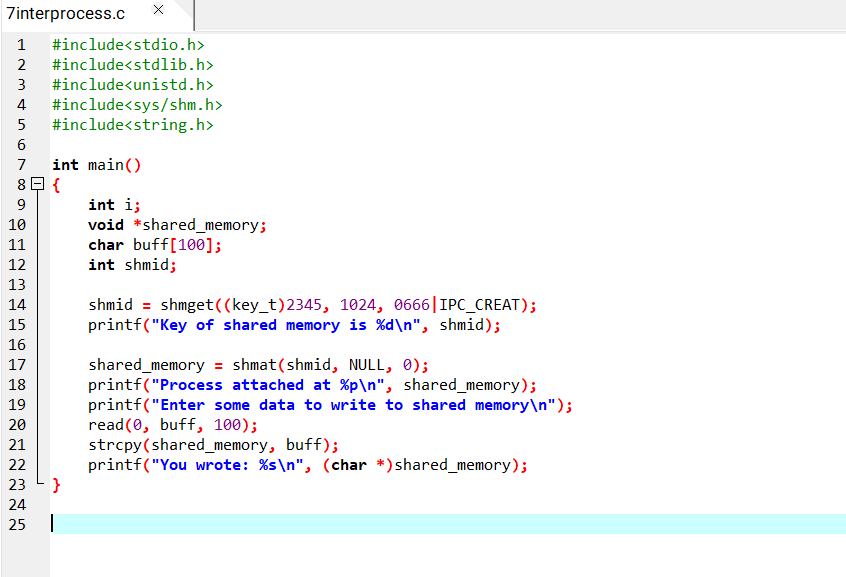 7interprocess.c ×
1 #include<stdio.h>
2 #include<stdlib.h>
3 #include<unistd.h>
4 #include<sys/shm.h>
5 #include<string.h>
6
7 int main()
8 {
9     int i;
10     void *shared_memory;
11     char buff[100];
12     int shmid;
13
14     shmid = shmget((key_t)2345, 1024, 0666|IPC_CREAT);
15     printf("Key of shared memory is %d\n", shmid);
16
17     shared_memory = shmat(shmid, NULL, 0);
18     printf("Process attached at %p\n", shared_memory);
19     printf("Enter some data to write to shared memory\n");
20     read(0, buff, 100);
21     strcpy(shared_memory, buff);
22     printf("You wrote: %s\n", (char *)shared_memory);
23 }
24
25